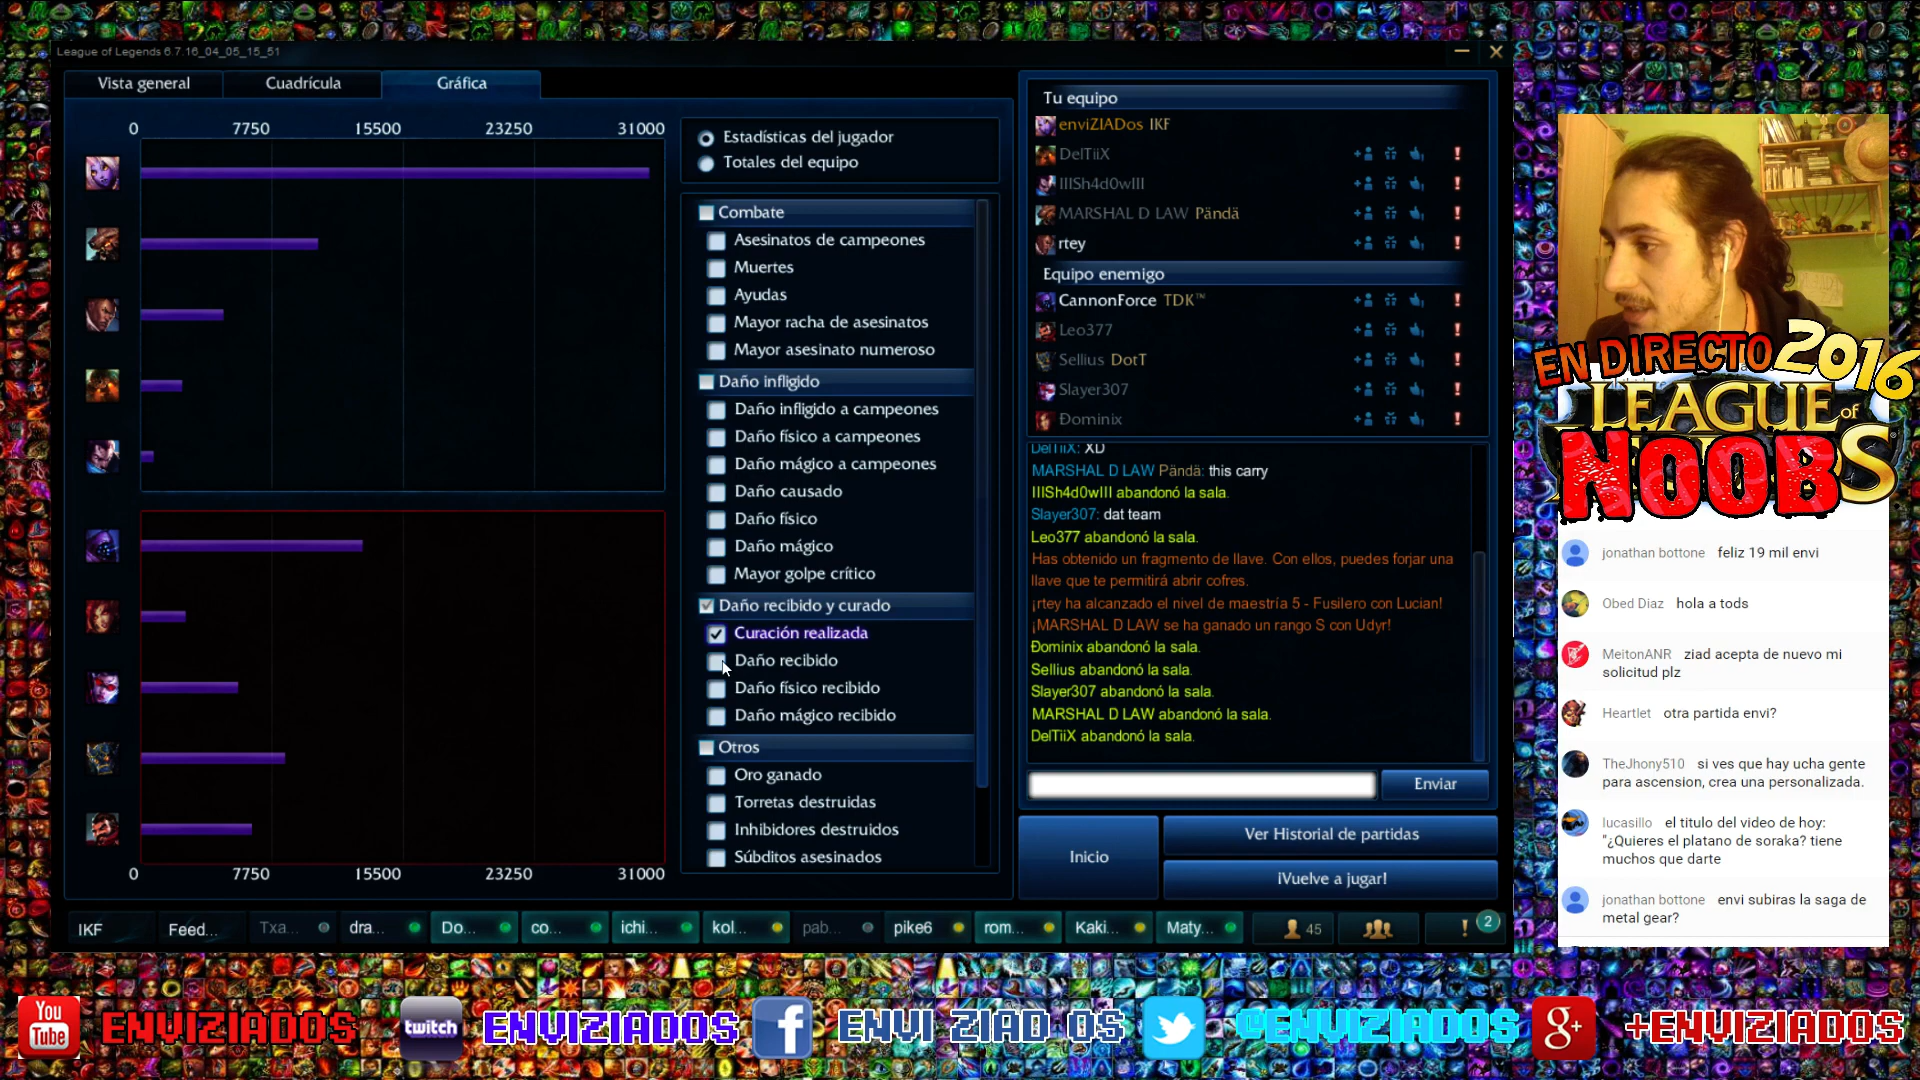 League of Legends 6.7.16_04_05_15_51
Vista general
Cuadrícula
Gráfica
0 7750 15500 23250 31000
0 7750 15500 23250 31000
Estadísticas del jugador
Totales del equipo
Combate
Asesinatos de campeones
Muertes
Ayudas
Mayor racha de asesinatos
Mayor asesinato numeroso
Daño infligido
Daño infligido a campeones
Daño físico a campeones
Daño mágico a campeones
Daño causado
Daño físico
Daño mágico
Mayor golpe crítico
Daño recibido y curado
Curación realizada
Daño recibido
Daño físico recibido
Daño mágico recibido
Otros
Oro ganado
Torretas destruidas
Inhibidores destruidos
Súbditos asesinados
Tu equipo
enviZIADos IKF
DelTiiX
IIISh4d0wIII
MARSHAL D LAW Pändä
rtey
Equipo enemigo
CannonForce TDK™
Leo377
Sellius DotT
Slayer307
Đominix
DelTiiX: XD
MARSHAL D LAW Pändä: this carry
IIISh4d0wIII abandonó la sala.
Slayer307: dat team
Leo377 abandonó la sala.
Has obtenido un fragmento de llave. Con ellos, puedes forjar una
llave que te permitirá abrir cofres.
¡rtey ha alcanzado el nivel de maestría 5 - Fusilero con Lucian!
¡MARSHAL D LAW se ha ganado un rango S con Udyr!
Đominix abandonó la sala.
Sellius abandonó la sala.
Slayer307 abandonó la sala.
MARSHAL D LAW abandonó la sala.
DelTiiX abandonó la sala.
Enviar
Inicio
Ver Historial de partidas
¡Vuelve a jugar!
IKF
Feed...
Txa...
dra...
Do...
co...
ichi...
kol...
pab...
pike6
rom...
Kaki...
Maty...
45
! 2
EN DIRECTO 2016
LEAGUE of
NOOBS
jonathan bottone feliz 19 mil envi
Obed Diaz hola a tods
MeitonANR ziad acepta de nuevo mi
solicitud plz
Heartlet otra partida envi?
TheJhony510 si ves que hay ucha gente
para ascension, crea una personalizada.
lucasillo el titulo del video de hoy:
"¿Quieres el platano de soraka? tiene
muchos que darte
jonathan bottone envi subiras la saga de
metal gear?
You
Tube
ENVIZIADOS
twitch
ENVIZIADOS
f
ENVI ZIAD OS
@ENVIZIADOS
g+
+ENVIZIADOS